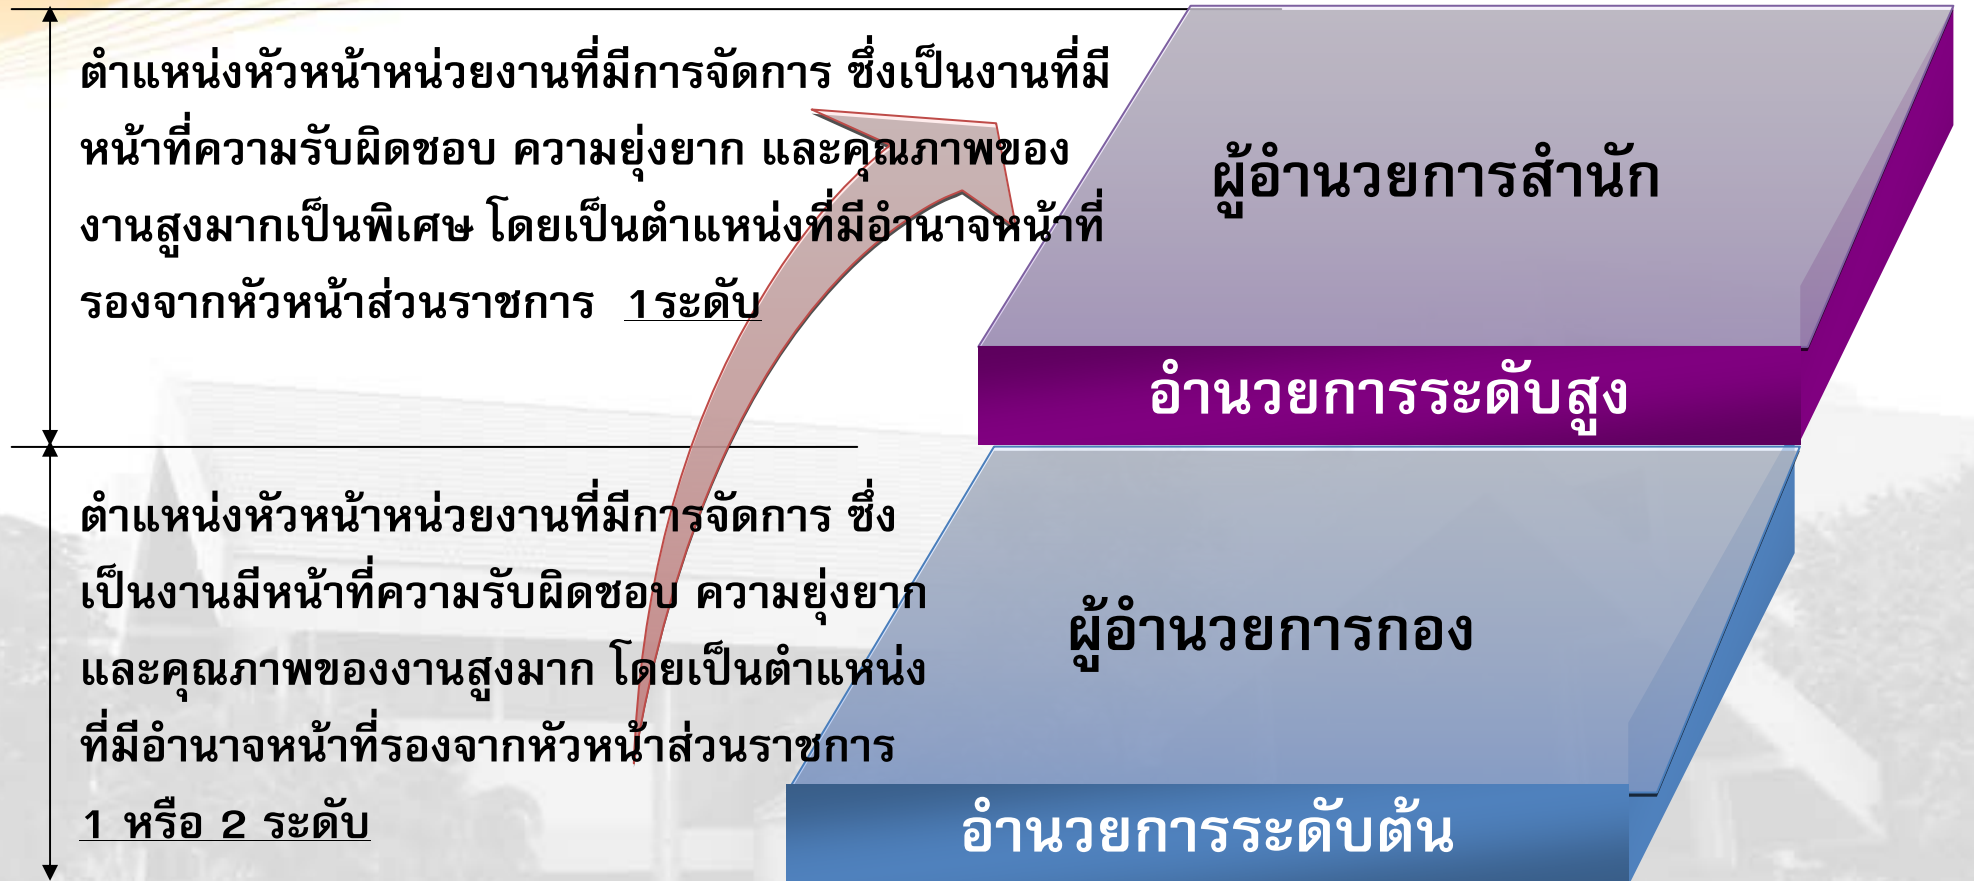 ตำแหน่งหัวหน้าหน่วยงานที่มีการจัดการ ซึ่งเป็นงานที่มี
หน้าที่ความรับผิดชอบ ความยุ่งยาก และคุณภาพของ
งานสูงมากเป็นพิเศษ โดยเป็นตำแหน่งที่มีอำนาจหน้าที่
รองจากหัวหน้าส่วนราชการ 1ระดับ
ผู้อำนวยการสำนัก
อำนวยการระดับสูง
ตำแหน่งหัวหน้าหน่วยงานที่มีการจัดการ ซึ่ง
เป็นงานมีหน้าที่ความรับผิดชอบ ความยุ่งยาก
และคุณภาพของงานสูงมาก โดยเป็นตำแหน่ง
ที่มีอำนาจหน้าที่รองจากหัวหน้าส่วนราชการ
1 หรือ 2 ระดับ
ผู้อำนวยการกอง
อำนวยการระดับต้น